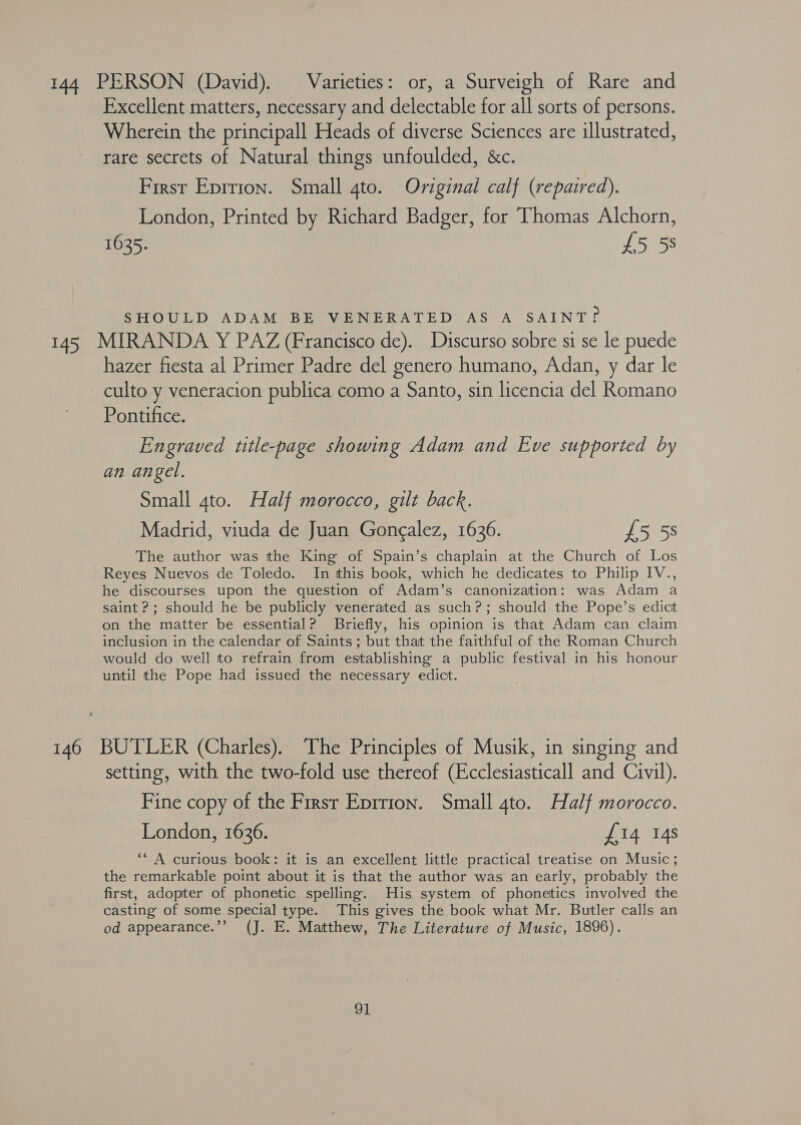 144 PERSON (David). Varieties: or, a Surveigh of Rare and
Excellent matters, necessary and delectable for all sorts of persons.
Wherein the principall Heads of diverse Sciences are illustrated,
rare secrets of Natural things unfoulded, &c.
First Edition. Small 4to. Original calf (repaired).
London, Printed by Richard Badger, for Thomas Alchorn,
1635. £5 5s
SHOULD ADAM BE VENERATED AS A SAINT?
145 MIRANDA Y PAZ (Francisco de). Discurso sobre si se le puede
hazer fiesta al Primer Padre del genero humano, Adan, y dar le
culto y veneracion publica como a Santo, sin licencia del Romano
Pontifice.
Engraved title-page showing Adam and Eve supported by
an angel.
Small 4to. Half morocco, gilt back.
Madrid, viuda de Juan Gonçalez, 1636. £5 5s
The author was the King of Spain's chaplain at the Church of Los
Reyes Nuevos de Toledo. In this book, which he dedicates to Philip IV.,
he discourses upon the question of Adam's canonization: was Adam a
saint?; should he be publicly venerated as such?; should the Pope's edict
on the matter be essential? Briefly, his opinion is that Adam can claim
inclusion in the calendar of Saints; but that the faithful of the Roman Church
would do well to refrain from establishing a public festival in his honour
until the Pope had issued the necessary edict.
146 BUTLER (Charles). The Principles of Musik, in singing and
setting, with the two-fold use thereof (Ecclesiasticall and Civil).
Fine copy of the First Edition. Small 4to. Half morocco.
London, 1636. £14 14s
“ A curious book: it is an excellent little practical treatise on Music;
the remarkable point about it is that the author was an early, probably the
first, adopter of phonetic spelling. His system of phonetics involved the
casting of some special type. This gives the book what Mr. Butler calls an
od appearance.” (J. E. Matthew, The Literature of Music, 1896).
91